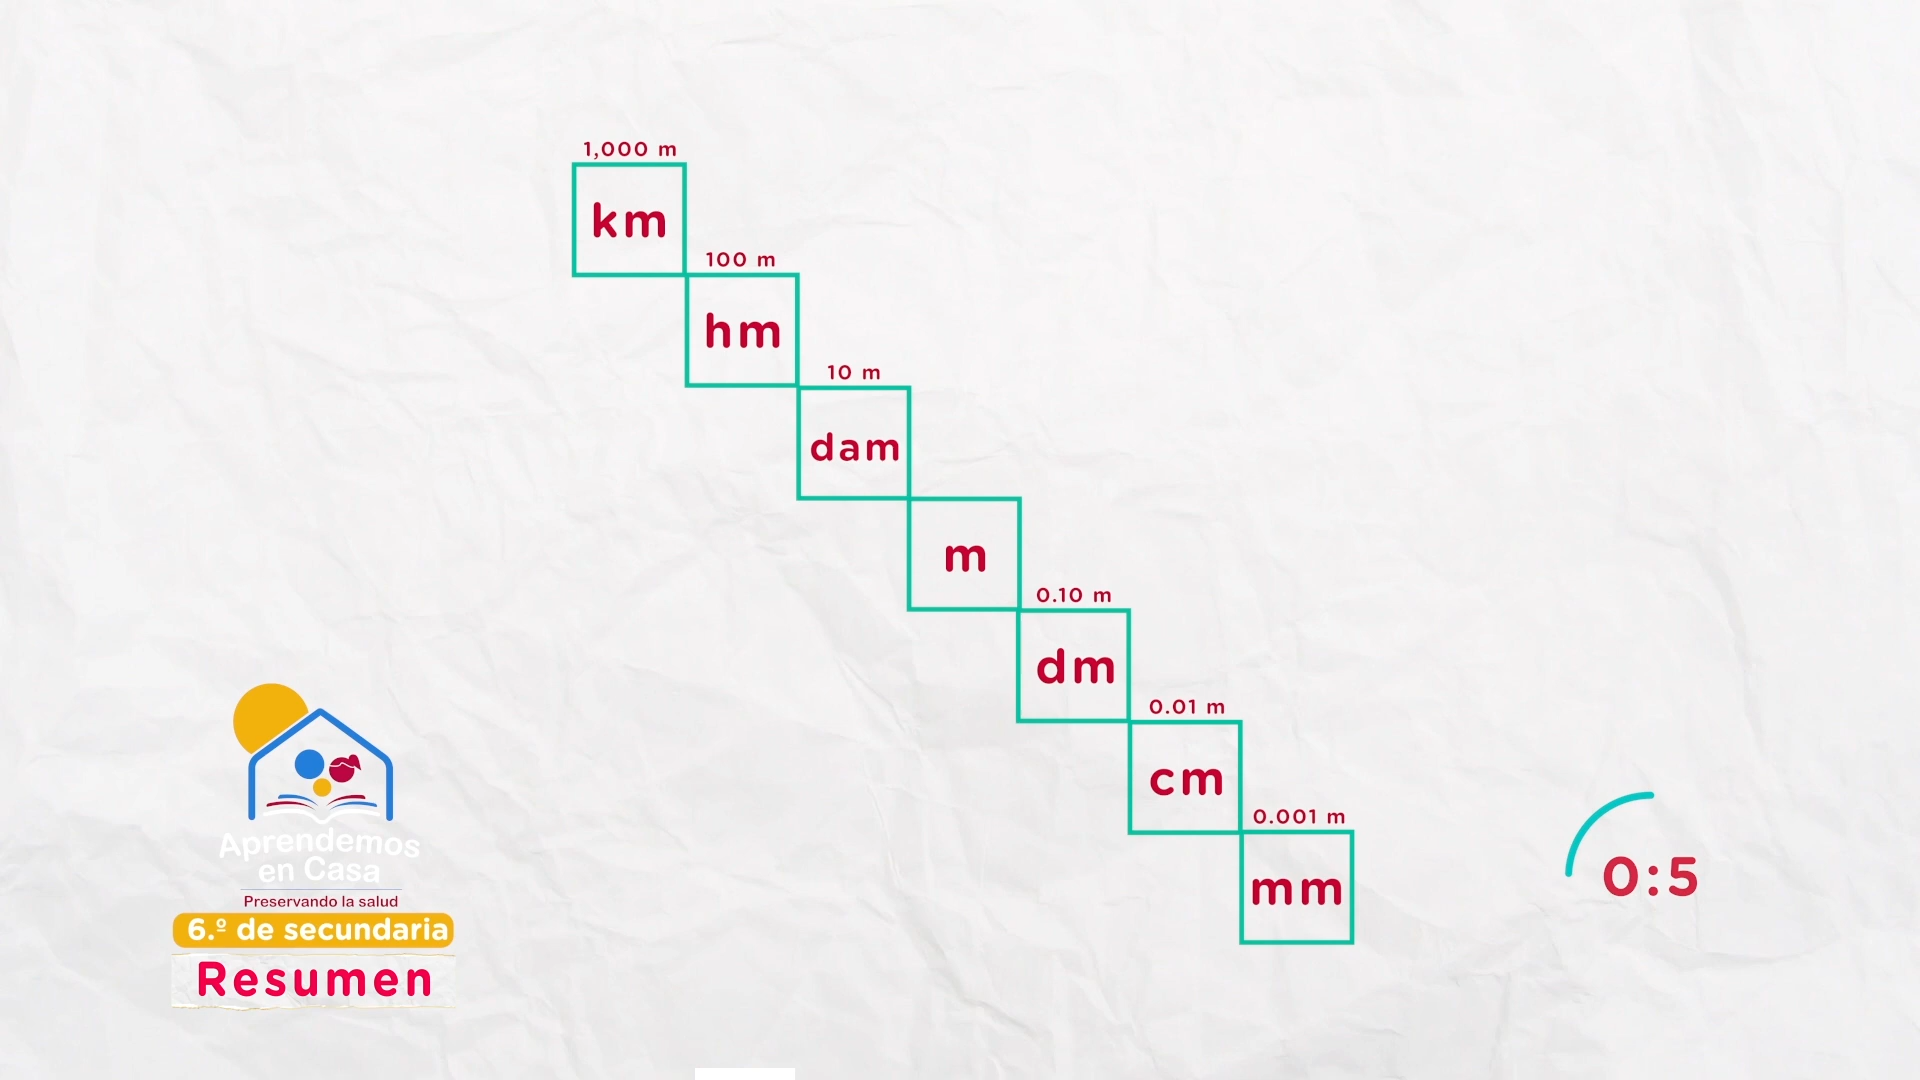 1,000 m
km
100 m
hm
10 m
dam
m
0.10 m
dm
0.01 m
cm
0.001 m
mm
Aprendemos
en Casa
Preservando la salud
6.º de secundaria
Resumen
0:5